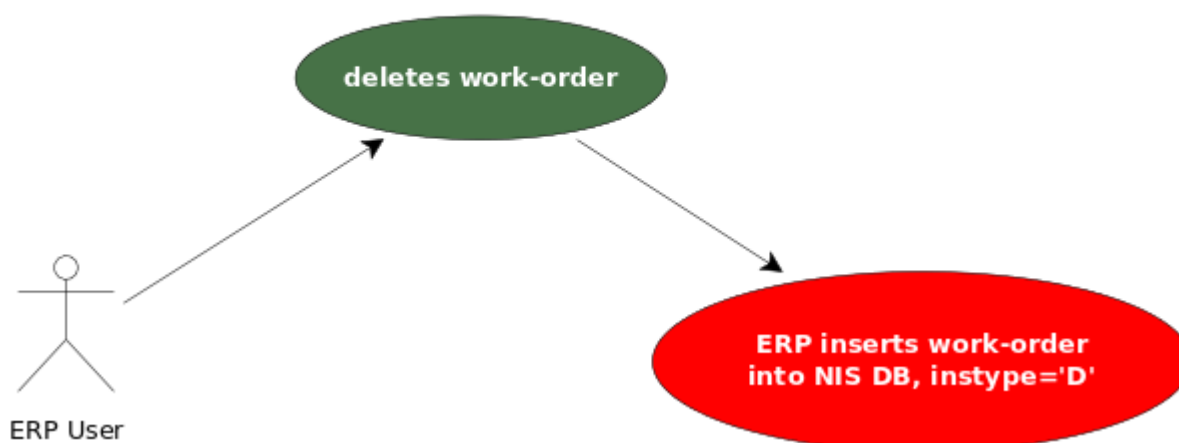 deletes work-order
ERP inserts work-order
into NIS DB, instype='D'
ERP User